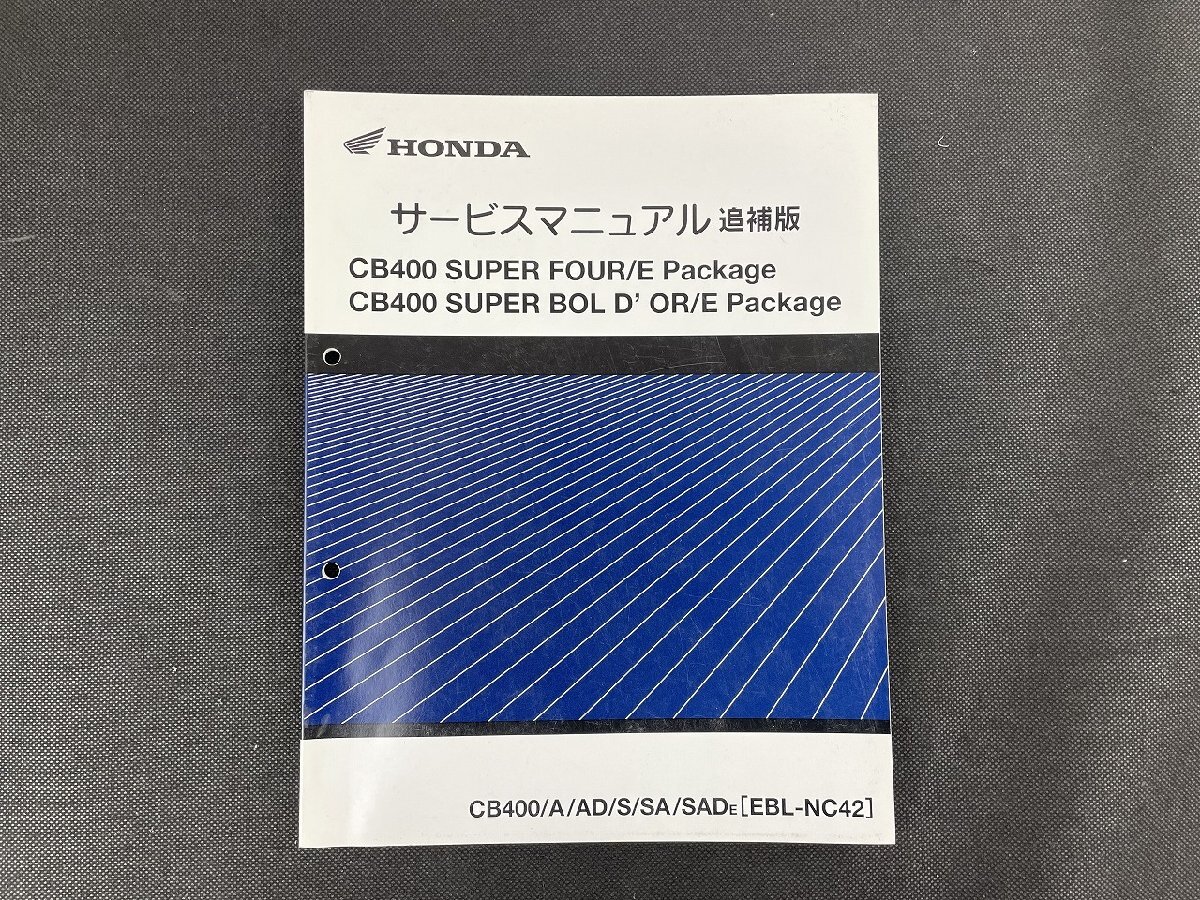 HONDA
サービスマニュアル 追補版
CB400 SUPER FOUR/E Package
CB400 SUPER BOL D' OR/E Package
CB400/A/AD/S/SA/SADE[EBL-NC42]